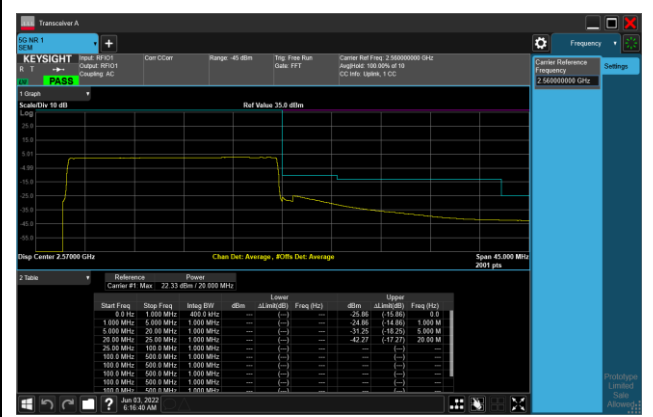 Transceiver A
5G NR 1
SEM
Frequency
KEYSIGHT
R T
PASS
Input: RFIO1
Output: RFIO1
Coupling: AC
Corr CCorr
Range: -45 dBm
Trig: Free Run
Gate: FFT
Carrier Ref Freq: 2.560000000 GHz
Avg|Hold: 100.00% of 10
CC Info: Uplink, 1 CC
Carrier Reference
Frequency
2.560000000 GHz
Settings
1 Graph
Scale/Div 10 dB
Ref Value 35.0 dBm
Log
25.0
15.0
5.01
-4.99
-15.0
-25.0
-35.0
-45.0
-55.0
Disp Center 2.57000 GHz
Chan Det: Average , #Offs Det: Average
Span 45.000 MHz
2001 pts
2 Table
Reference Power
Carrier #1 Max 22.33 dBm / 20.000 MHz
Lower Upper
Start Freq Stop Freq Integ BW dBm ΔLimit(dB) Freq (Hz) dBm ΔLimit(dB) Freq (Hz)
0.0 Hz 1.000 MHz 400.0 kHz --- (---) --- -25.86 (-15.86) 0.0
1.000 MHz 5.000 MHz 1.000 MHz --- (---) --- -24.86 (-14.86) 1.000 M
5.000 MHz 20.00 MHz 1.000 MHz --- (---) --- -31.25 (-18.25) 5.000 M
20.00 MHz 25.00 MHz 1.000 MHz --- (---) --- -42.27 (-17.27) 20.00 M
25.00 MHz 100.0 MHz 1.000 MHz --- (---) --- --- (---) ---
100.0 MHz 500.0 MHz 1.000 MHz --- (---) --- --- (---) ---
100.0 MHz 500.0 MHz 1.000 MHz --- (---) --- --- (---) ---
100.0 MHz 500.0 MHz 1.000 MHz --- (---) --- --- (---) ---
100.0 MHz 500.0 MHz 1.000 MHz --- (---) --- --- (---) ---
Prototype
Limited
Sale
Allowed
?
Jun 03, 2022
6:16:40 AM